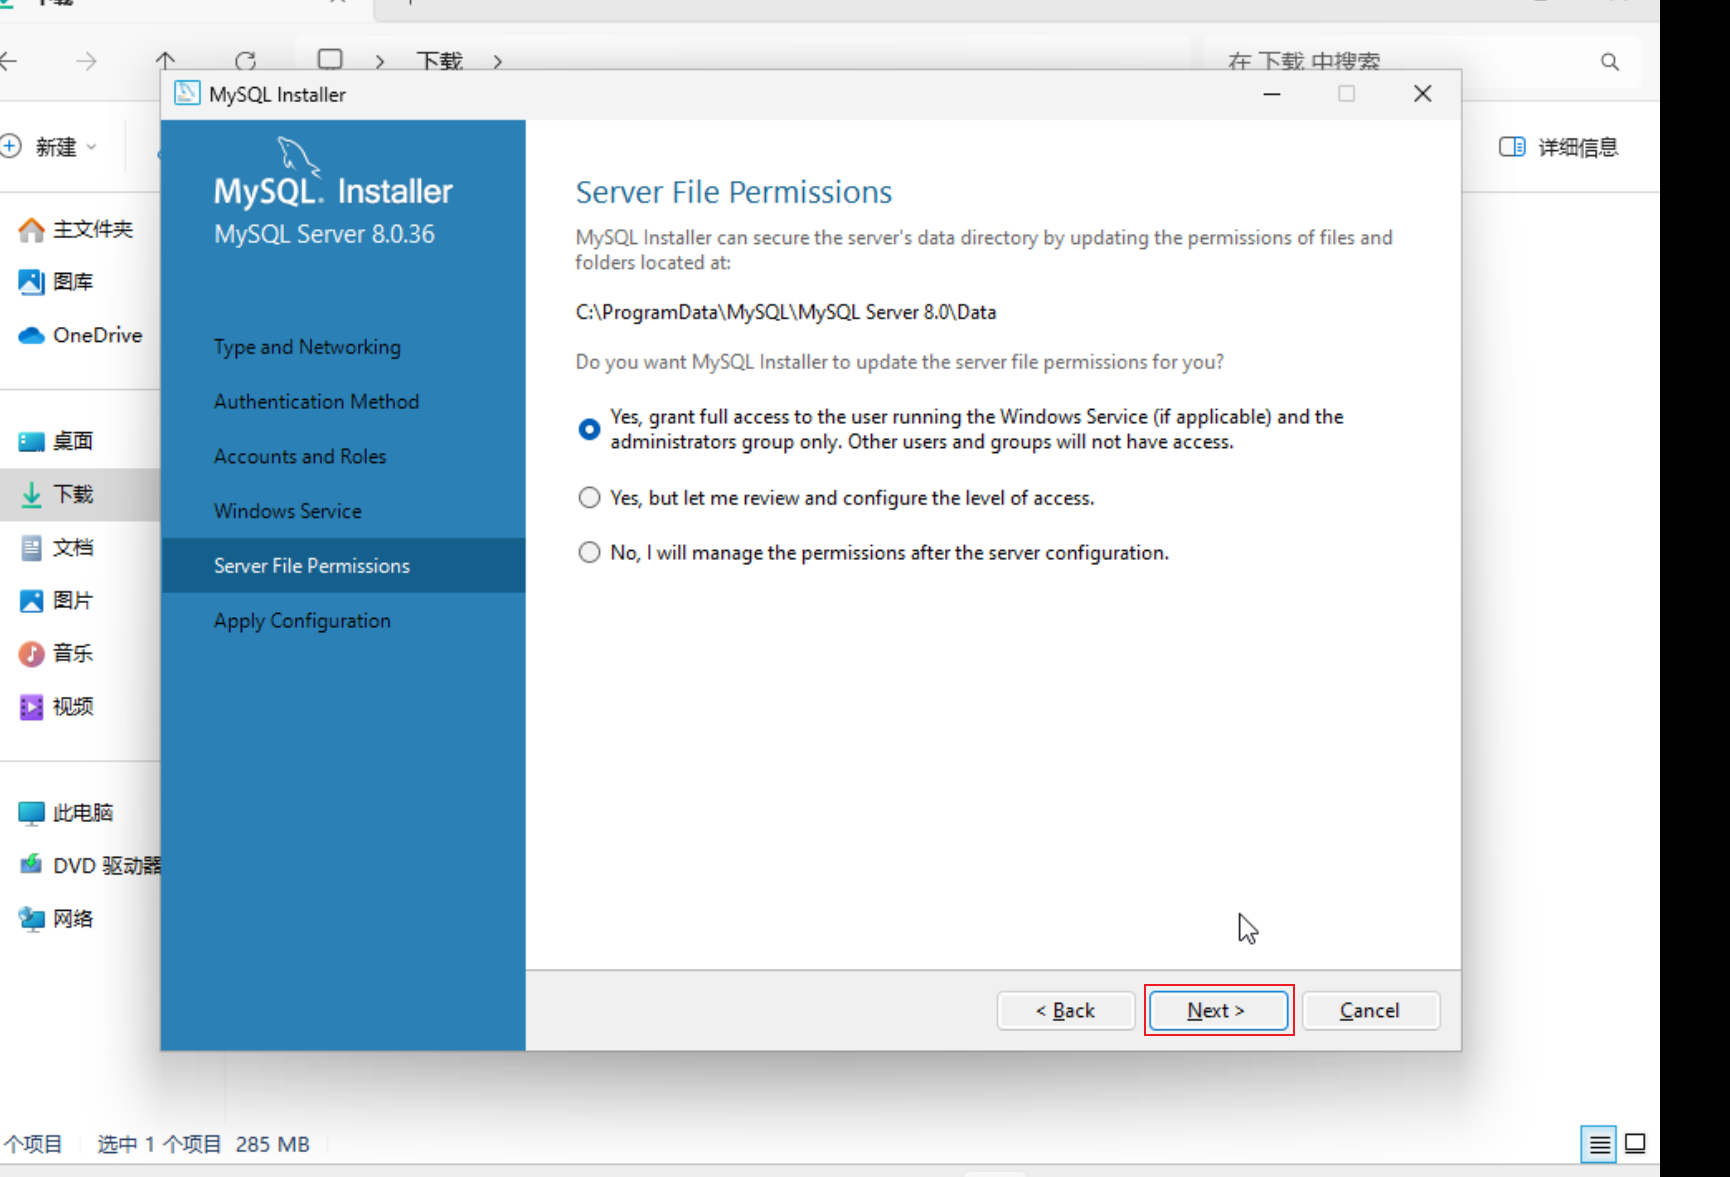 下载
下载
在 下载 中搜索
MySQL Installer
新建
详细信息
MySQL. Installer
MySQL Server 8.0.36
Server File Permissions
MySQL Installer can secure the server's data directory by updating the permissions of files and
folders located at:
C:\ProgramData\MySQL\MySQL Server 8.0\Data
Do you want MySQL Installer to update the server file permissions for you?
Yes, grant full access to the user running the Windows Service (if applicable) and the
administrators group only. Other users and groups will not have access.
Yes, but let me review and configure the level of access.
No, I will manage the permissions after the server configuration.
Type and Networking
Authentication Method
Accounts and Roles
Windows Service
Server File Permissions
Apply Configuration
主文件夹
图库
OneDrive
桌面
下载
文档
图片
音乐
视频
此电脑
DVD 驱动器
网络
< Back
Next >
Cancel
个项目
选中 1 个项目 285 MB